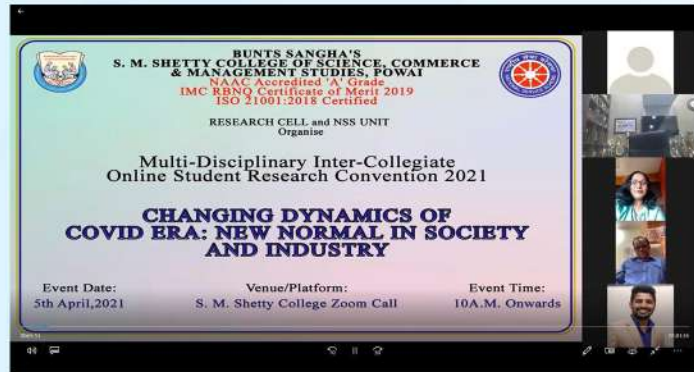 BUNTS SANGHA'S
S. M. SHETTY COLLEGE OF SCIENCE, COMMERCE
& MANAGEMENT STUDIES, POWAI
NAAC Accredited 'A' Grade
IMC RBNQ Certificate of Merit 2019
ISO 21001:2018 Certified
RESEARCH CELL and NSS UNIT
Organise
Multi-Disciplinary Inter-Collegiate
Online Student Research Convention 2021
CHANGING DYNAMICS OF
COVID ERA: NEW NORMAL IN SOCIETY
AND INDUSTRY
Event Date:
5th April,2021
Venue/Platform:
S. M. Shetty College Zoom Call
Event Time:
10A.M. Onwards